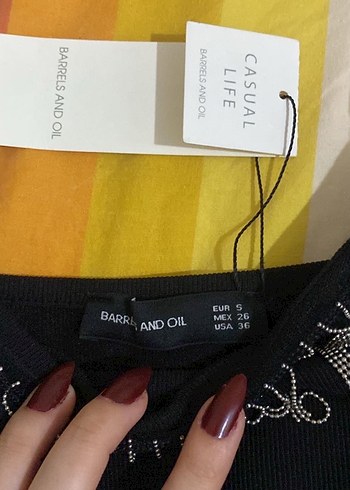 BARRELS AND OIL
CASUAL
LIFE
BARRELS AND OIL
BARRELS AND OIL
EUR S
MEX 26
USA 36